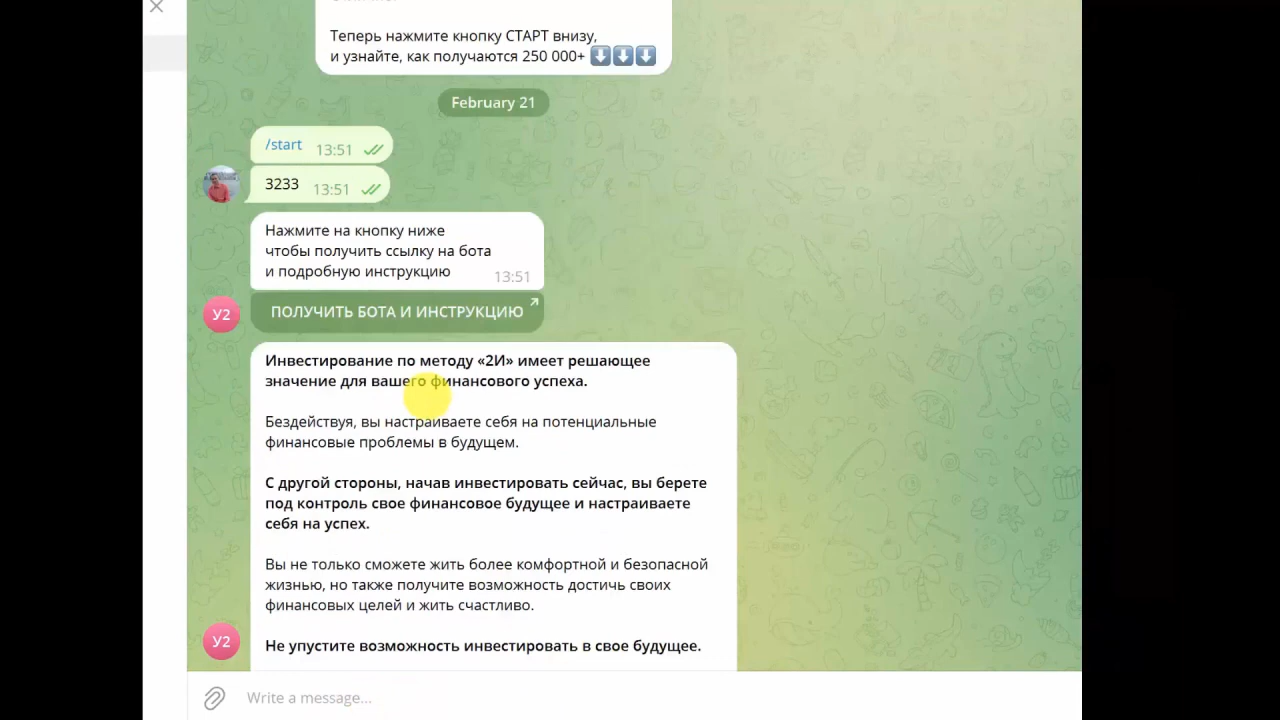 Теперь нажмите кнопку СТАРТ внизу,
и узнайте, как получаются 250 000+
February 21
/start 13:51
3233 13:51
Нажмите на кнопку ниже
чтобы получить ссылку на бота
и подробную инструкцию 13:51
У2
ПОЛУЧИТЬ БОТА И ИНСТРУКЦИЮ
Инвестирование по методу «2И» имеет решающее
значение для вашего финансового успеха.
Бездействуя, вы настраиваете себя на потенциальные
финансовые проблемы в будущем.
С другой стороны, начав инвестировать сейчас, вы берете
под контроль свое финансовое будущее и настраиваете
себя на успех.
Вы не только сможете жить более комфортной и безопасной
жизнью, но также получите возможность достичь своих
финансовых целей и жить счастливо.
У2
Не упустите возможность инвестировать в свое будущее.
Write a message...